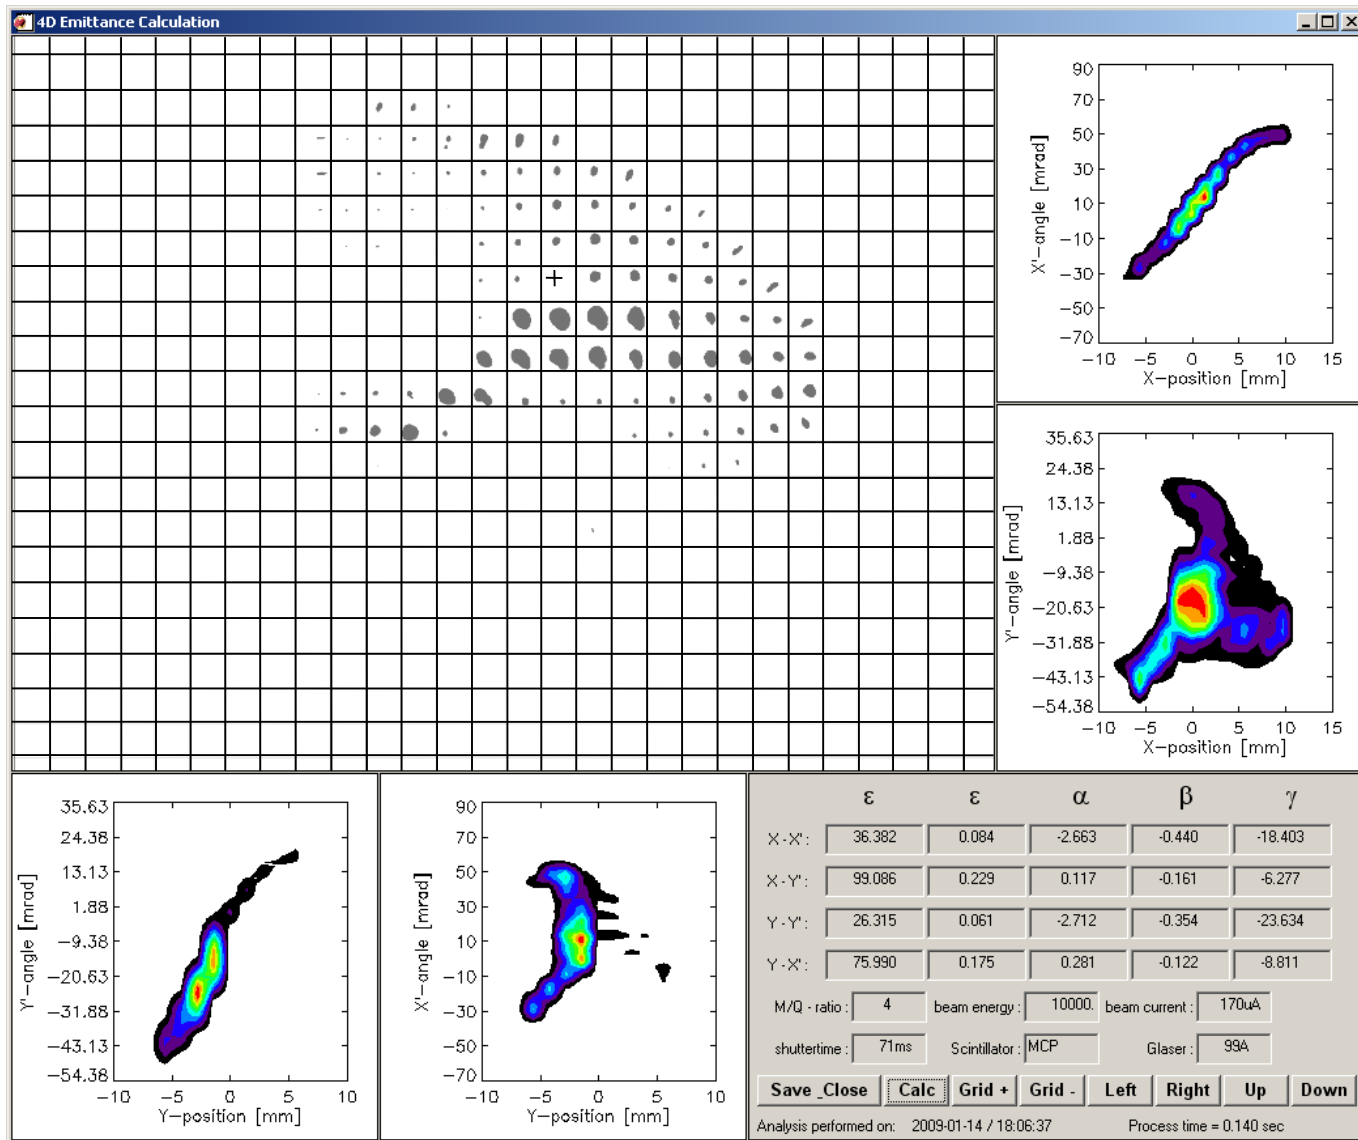 4D Emittance Calculation
90
70
50
30
10
−10
−30
−50
−70
X'−angle [mrad]
−10 −5 0 5 10 15
X−position [mm]
35.63
24.38
13.13
1.88
−9.38
−20.63
−31.88
−43.13
−54.38
Y'−angle [mrad]
−10 −5 0 5 10 15
X−position [mm]
35.63
24.38
13.13
1.88
−9.38
−20.63
−31.88
−43.13
−54.38
Y'−angle [mrad]
−10 −5 0 5 10
Y−position [mm]
90
70
50
30
10
−10
−30
−50
−70
X'−angle [mrad]
−10 −5 0 5 10
Y−position [mm]
ε ε α β γ
X - X' : 36.382 0.084 -2.663 -0.440 -18.403
X - Y' : 99.086 0.229 0.117 -0.161 -6.277
Y - Y' : 26.315 0.061 -2.712 -0.354 -23.634
Y - X' : 75.990 0.175 0.281 -0.122 -8.811
M/Q - ratio : 4 beam energy : 10000. beam current : 170uA
shuttertime : 71ms Scintillator : MCP Glaser : 99A
Save _Close Calc Grid + Grid - Left Right Up Down
Analysis performed on: 2009-01-14 / 18:06:37 Process time = 0.140 sec